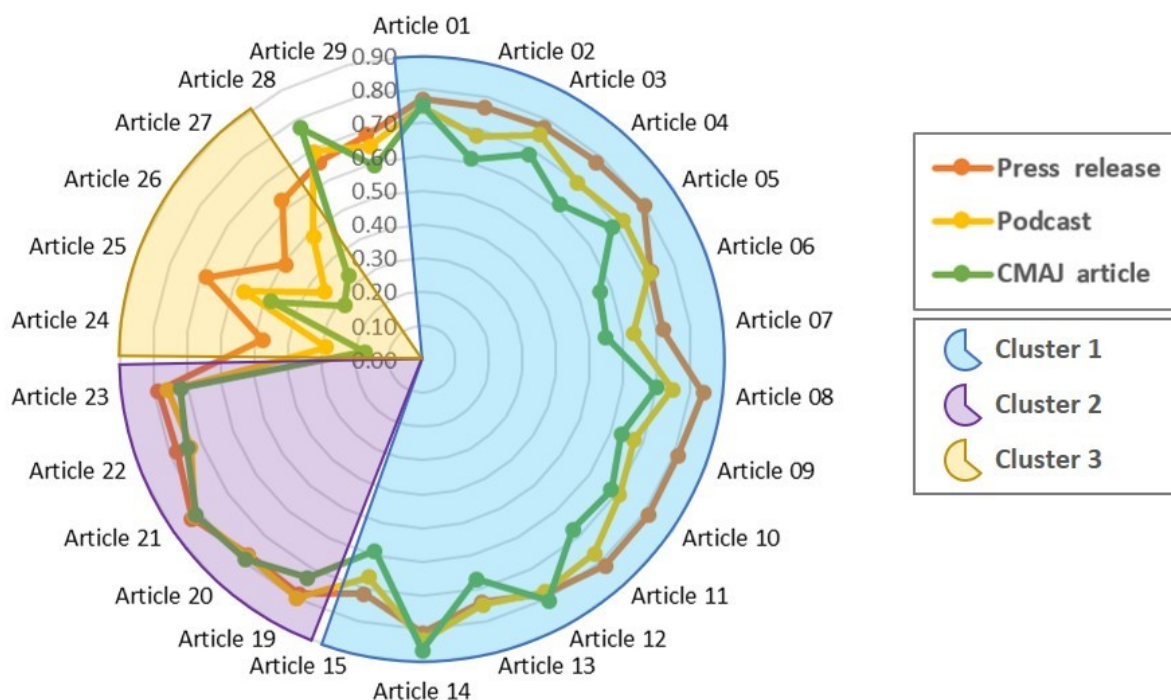 Article 01
Article 02
Article 03
Article 04
Article 05
Article 06
Article 07
Article 08
Article 09
Article 10
Article 11
Article 12
Article 13
Article 14
Article 15
Article 19
Article 20
Article 21
Article 22
Article 23
Article 24
Article 25
Article 26
Article 27
Article 28
Article 29
0.90
0.80
0.70
0.60
0.50
0.40
0.30
0.20
0.10
0.00
Press release
Podcast
CMAJ article
Cluster 1
Cluster 2
Cluster 3